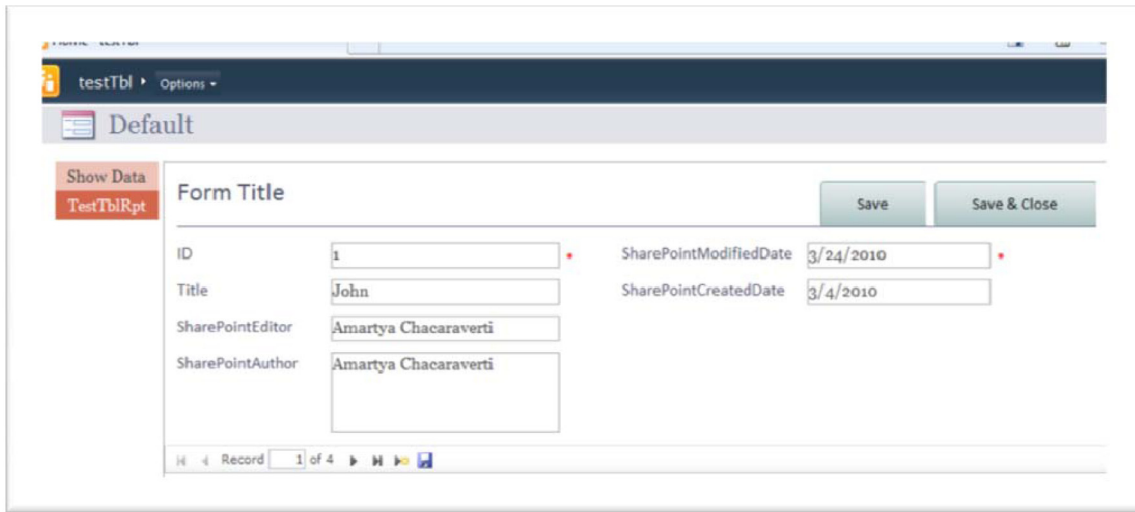 testTbl Options
Default
Show Data
TestTblRpt
Form Title
Save
Save & Close
ID
1
*
SharePointModifiedDate
3/24/2010
*
Title
John
SharePointCreatedDate
3/4/2010
SharePointEditor
Amartya Chacaraverti
SharePointAuthor
Amartya Chacaraverti
Record 1 of 4